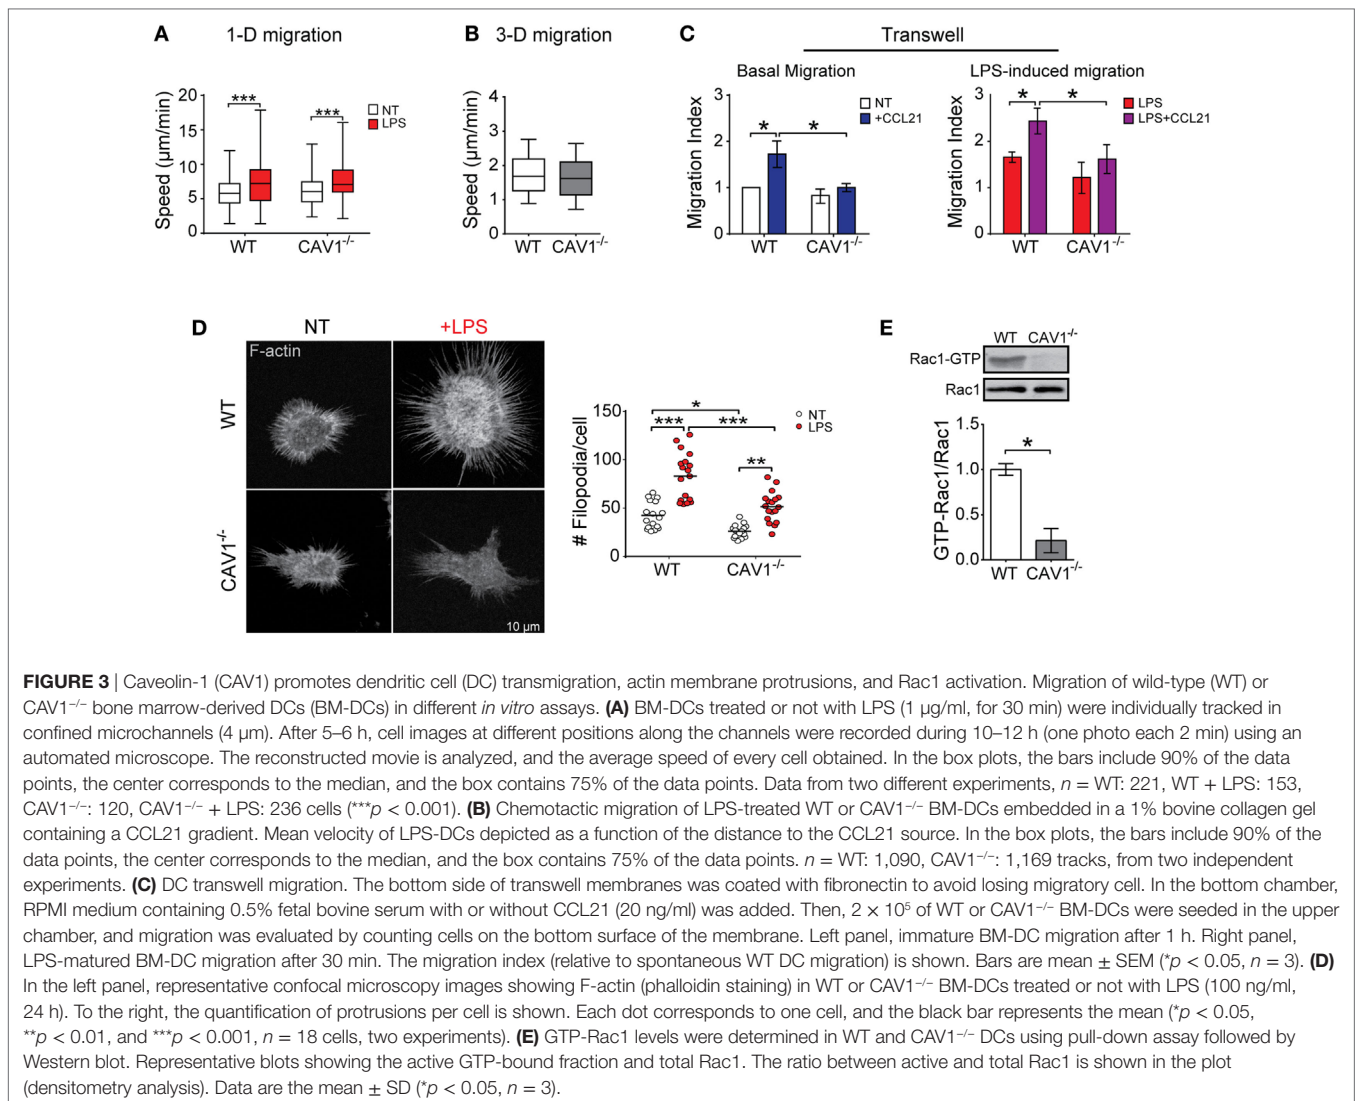 A
1-D migration
Speed (µm/min)
20
15
10
5
0
***
***
NT
LPS
WT
CAV1-/-
B
3-D migration
Speed (µm/min)
4
3
2
1
0
WT CAV1-/-
C
Transwell
Basal Migration
Migration Index
3
2
1
0
*
*
NT
+CCL21
WT
CAV1-/-
LPS-induced migration
Migration Index
3
2
1
0
*
*
LPS
LPS+CCL21
WT
CAV1-/-
D
NT
+LPS
F-actin
WT
CAV1-/-
10 µm
# Filopodia/cell
150
100
50
0
*
***
***
**
NT
LPS
WT
CAV1-/-
E
WT CAV1-/-
Rac1-GTP
Rac1
GTP-Rac1/Rac1
1.5
1.0
0.5
0.0
*
WT CAV1-/-
FIGURE 3 | Caveolin-1 (CAV1) promotes dendritic cell (DC) transmigration, actin membrane protrusions, and Rac1 activation. Migration of wild-type (WT) or
CAV1−/− bone marrow-derived DCs (BM-DCs) in different in vitro assays. (A) BM-DCs treated or not with LPS (1 µg/ml, for 30 min) were individually tracked in
confined microchannels (4 µm). After 5–6 h, cell images at different positions along the channels were recorded during 10–12 h (one photo each 2 min) using an
automated microscope. The reconstructed movie is analyzed, and the average speed of every cell obtained. In the box plots, the bars include 90% of the data
points, the center corresponds to the median, and the box contains 75% of the data points. Data from two different experiments, n = WT: 221, WT + LPS: 153,
CAV1−/−: 120, CAV1−/− + LPS: 236 cells (***p < 0.001). (B) Chemotactic migration of LPS-treated WT or CAV1−/− BM-DCs embedded in a 1% bovine collagen gel
containing a CCL21 gradient. Mean velocity of LPS-DCs depicted as a function of the distance to the CCL21 source. In the box plots, the bars include 90% of the
data points, the center corresponds to the median, and the box contains 75% of the data points. n = WT: 1,090, CAV1−/−: 1,169 tracks, from two independent
experiments. (C) DC transwell migration. The bottom side of transwell membranes was coated with fibronectin to avoid losing migratory cell. In the bottom chamber,
RPMI medium containing 0.5% fetal bovine serum with or without CCL21 (20 ng/ml) was added. Then, 2 × 10⁵ of WT or CAV1−/− BM-DCs were seeded in the upper
chamber, and migration was evaluated by counting cells on the bottom surface of the membrane. Left panel, immature BM-DC migration after 1 h. Right panel,
LPS-matured BM-DC migration after 30 min. The migration index (relative to spontaneous WT DC migration) is shown. Bars are mean ± SEM (*p < 0.05, n = 3). (D)
In the left panel, representative confocal microscopy images showing F-actin (phalloidin staining) in WT or CAV1−/− BM-DCs treated or not with LPS (100 ng/ml,
24 h). To the right, the quantification of protrusions per cell is shown. Each dot corresponds to one cell, and the black bar represents the mean (*p < 0.05,
**p < 0.01, and ***p < 0.001, n = 18 cells, two experiments). (E) GTP-Rac1 levels were determined in WT and CAV1−/− DCs using pull-down assay followed by
Western blot. Representative blots showing the active GTP-bound fraction and total Rac1. The ratio between active and total Rac1 is shown in the plot
(densitometry analysis). Data are the mean ± SD (*p < 0.05, n = 3).